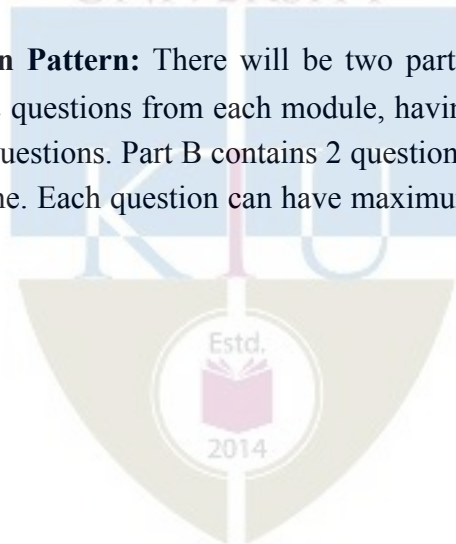 n Pattern: There will be two part
questions from each module, havin
uestions. Part B contains 2 question
ne. Each question can have maximu
K T U
Estd.
2014